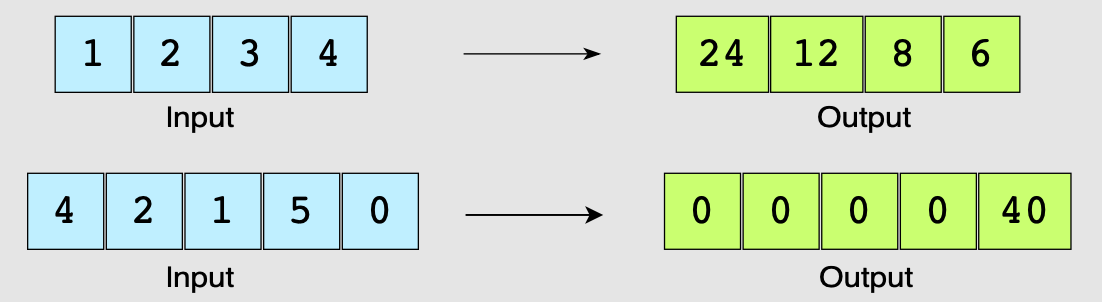 1 2 3 4 24 12 8 6
Input Output
4 2 1 5 0 0 0 0 0 40
Input Output